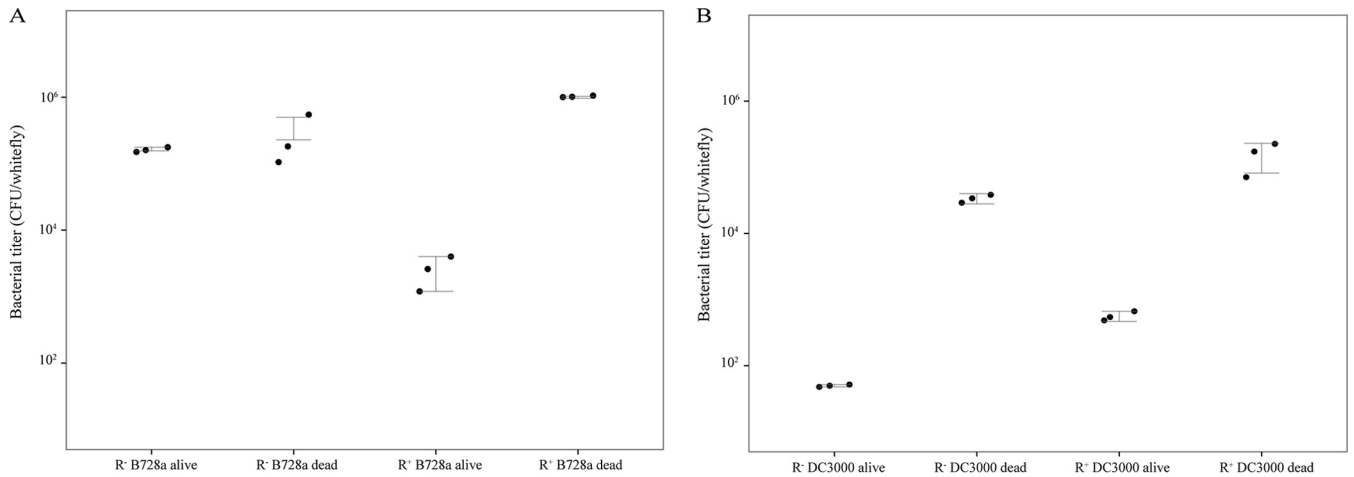 A
Bacterial titer (CFU/whitefly)
10⁶
10⁴
10²
R⁻ B728a alive
R⁻ B728a dead
R⁺ B728a alive
R⁺ B728a dead
B
Bacterial titer (CFU/whitefly)
10⁶
10⁴
10²
R⁻ DC3000 alive
R⁻ DC3000 dead
R⁺ DC3000 alive
R⁺ DC3000 dead